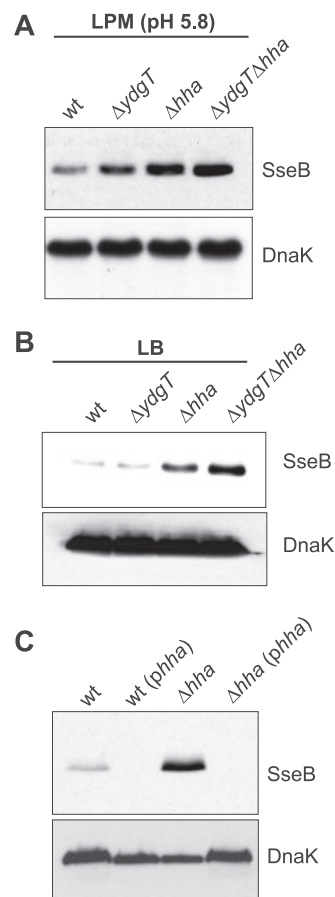 A
LPM (pH 5.8)
wt
ΔydgT
Δhha
ΔydgTΔhha
SseB
DnaK
B
LB
wt
ΔydgT
Δhha
ΔydgTΔhha
SseB
DnaK
C
wt
wt (phha)
Δhha
Δhha (phha)
SseB
DnaK